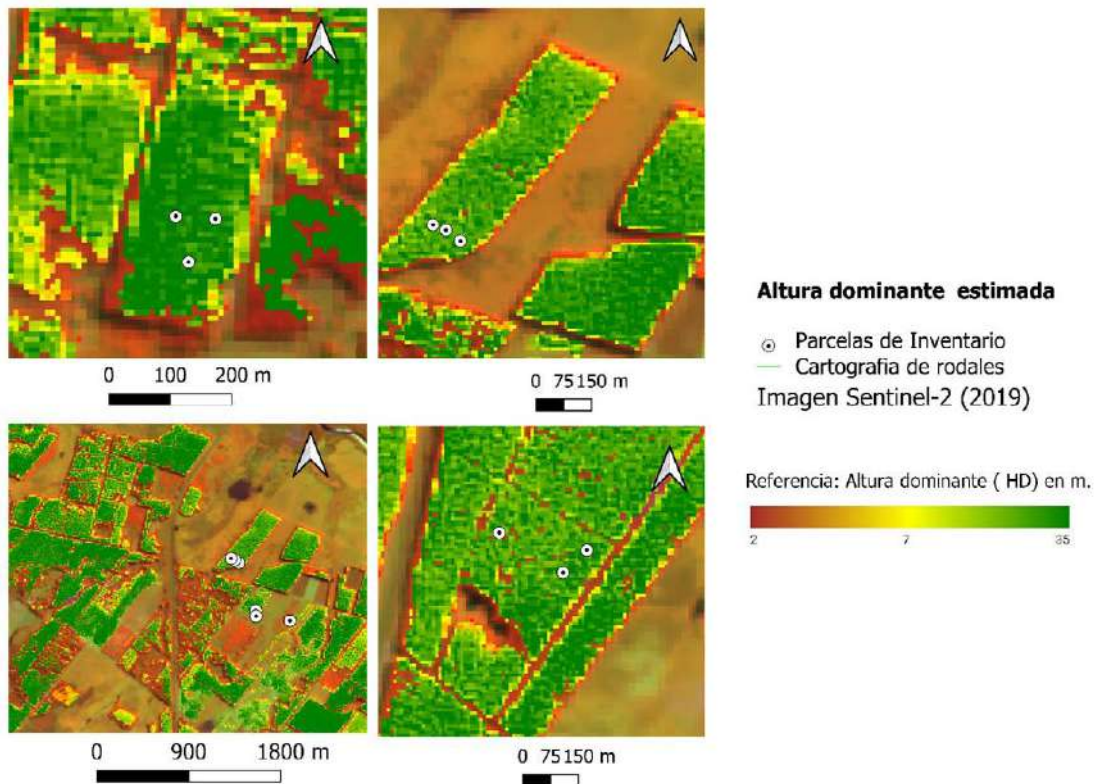 0 100 200 m
0 75150 m
0 900 1800 m
0 75150 m
Altura dominante estimada
Parcelas de Inventario
Cartografia de rodales
Imagen Sentinel-2 (2019)
Referencia: Altura dominante ( HD) en m.
2 7 35